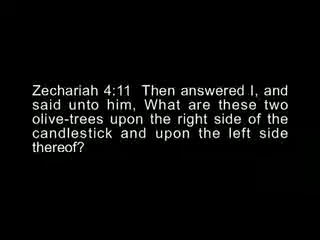 Zechariah 4:11 Then answered I, and
said unto him, What are these two
olive-trees upon the right side of the
candlestick and upon the left side
thereof?